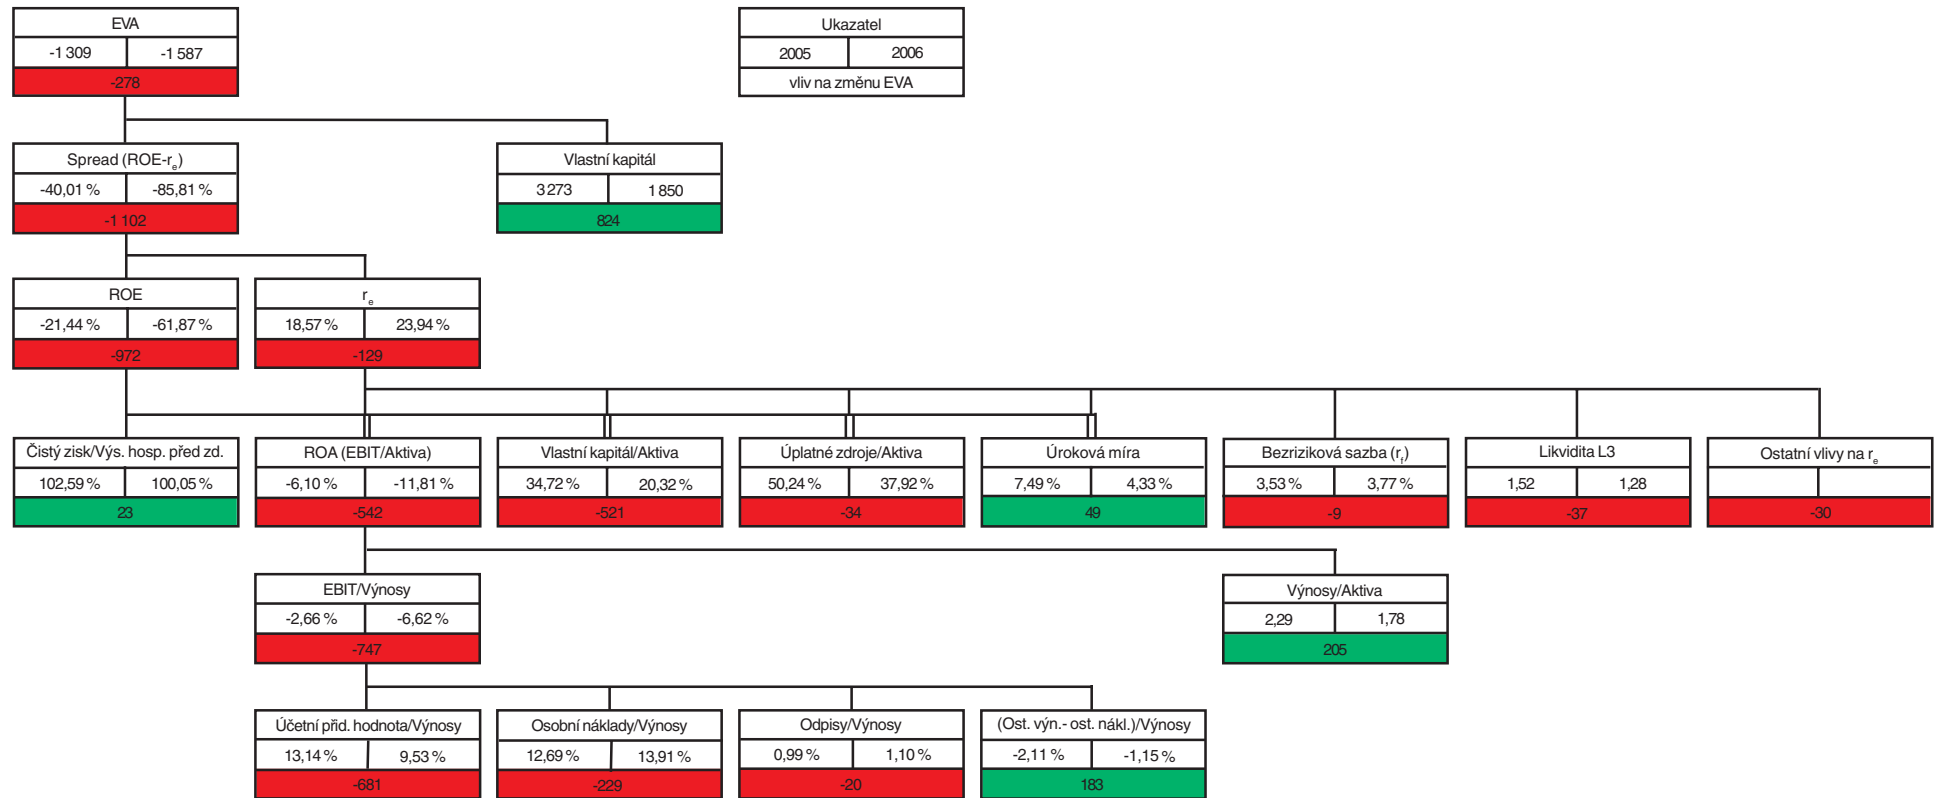 EVA
-1 309 -1 587
-278
Ukazatel
2005 2006
vliv na změnu EVA
Spread (ROE-re)
-40,01 % -85,81 %
-1 102
Vlastní kapitál
3 273 1 850
824
ROE
-21,44 % -61,87 %
-972
re
18,57 % 23,94 %
-129
Čistý zisk/Výs. hosp. před zd.
102,59 % 100,05 %
23
ROA (EBIT/Aktiva)
-6,10 % -11,81 %
-542
Vlastní kapitál/Aktiva
34,72 % 20,32 %
-521
Úplatné zdroje/Aktiva
50,24 % 37,92 %
-34
Úroková míra
7,49 % 4,33 %
49
Bezriziková sazba (rf)
3,53 % 3,77 %
-9
Likvidita L3
1,52 1,28
-37
Ostatní vlivy na re
-30
EBIT/Výnosy
-2,66 % -6,62 %
-747
Výnosy/Aktiva
2,29 1,78
205
Účetní přid. hodnota/Výnosy
13,14 % 9,53 %
-681
Osobní náklady/Výnosy
12,69 % 13,91 %
-229
Odpisy/Výnosy
0,99 % 1,10 %
-20
(Ost. výn.- ost. nákl.)/Výnosy
-2,11 % -1,15 %
183